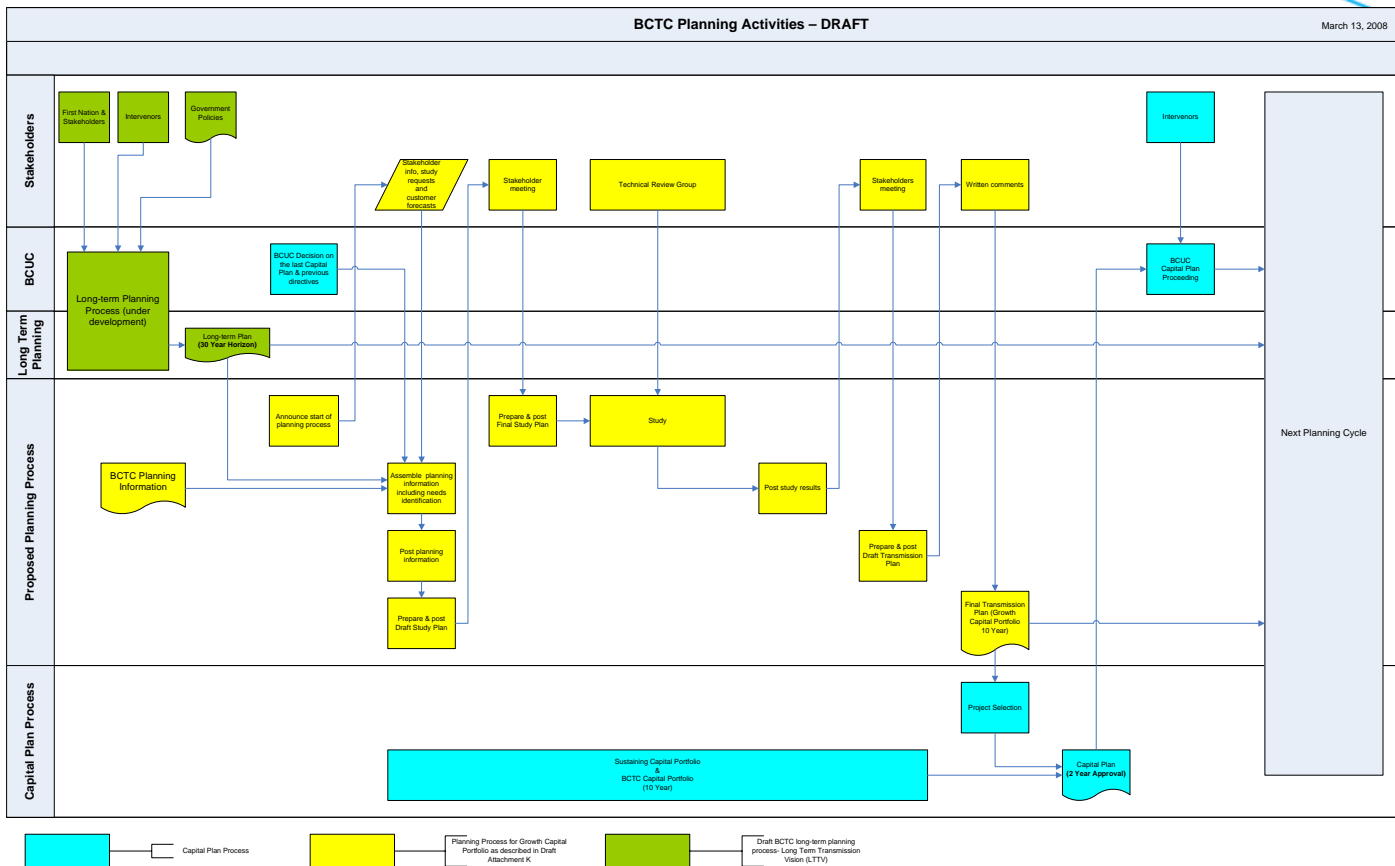 BCTC Planning Activities – DRAFT
March 13, 2008
Stakeholders
First Nation &
Stakeholders
Intervenors
Government
Policies
Stakeholder
info, study
requests
and
customer
forecasts
Stakeholder
meeting
Technical Review Group
Stakeholders
meeting
Written comments
Intervenors
BCUC
Long-term Planning
Process (under
development)
BCUC Decision on
the last Capital
Plan & previous
directives
BCUC
Capital Plan
Proceeding
Long Term
Planning
Long-term Plan
(30 Year Horizon)
Next Planning Cycle
Proposed Planning Process
Announce start of
planning process
Prepare & post
Final Study Plan
Study
BCTC Planning
Information
Assemble planning
information
including needs
identification
Post study results
Post planning
information
Prepare & post
Draft Transmission
Plan
Prepare & post
Draft Study Plan
Final Transmission
Plan (Growth
Capital Portfolio
10 Year)
Capital Plan Process
Project Selection
Sustaining Capital Portfolio
&
BCTC Capital Portfolio
(10 Year)
Capital Plan
(2 Year Approval)
Capital Plan Process
Planning Process for Growth Capital
Portfolio as described in Draft
Attachment K
Draft BCTC long-term planning
process- Long Term Transmission
Vision (LTTV)